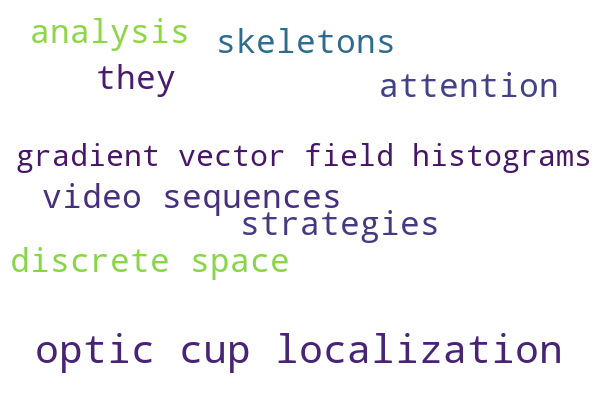 analysis
skeletons
they
attention
gradient vector field histograms
video sequences
strategies
discrete space
optic cup localization